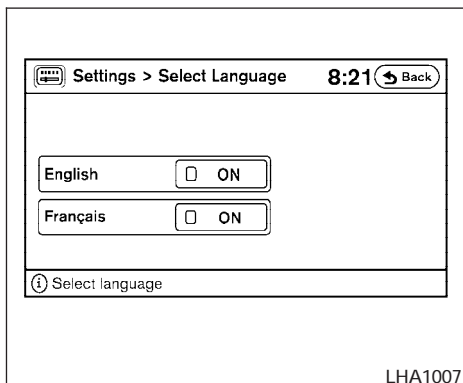 Settings > Select Language 8:21 Back
English ON
Français ON
i Select language
LHA1007